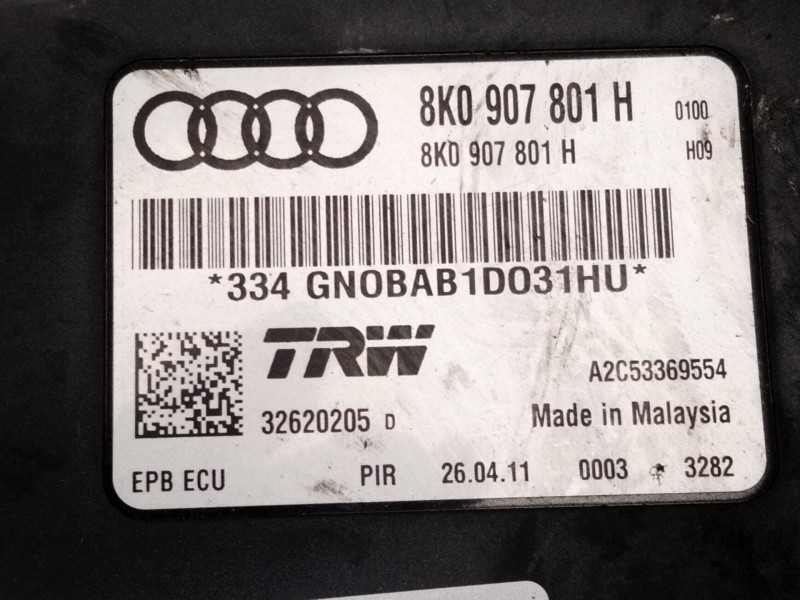 8K0 907 801 H 0100
8K0 907 801 H H09
*334 GNOBAB1D031HU*
TRW
A2C53369554
32620205 D Made in Malaysia
EPB ECU PIR 26.04.11 0003 * 3282